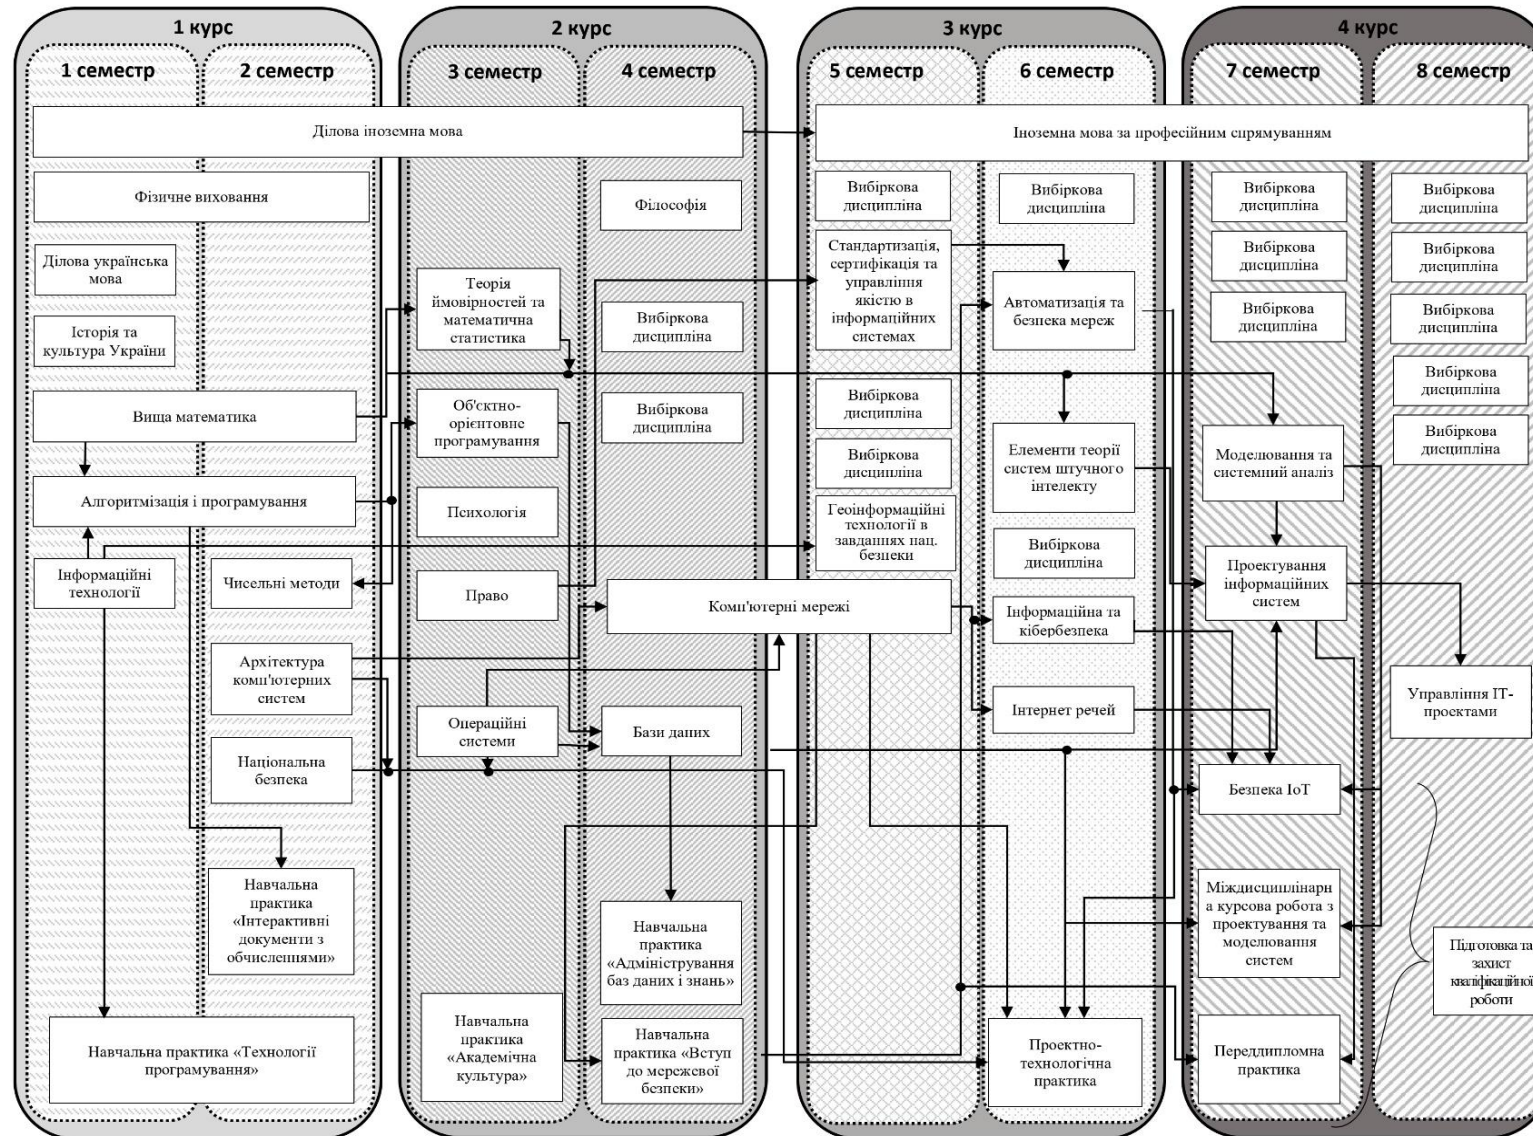 1 курс
2 курс
3 курс
4 курс
1 семестр
2 семестр
3 семестр
4 семестр
5 семестр
6 семестр
7 семестр
8 семестр
Ділова іноземна мова
Іноземна мова за професійним спрямуванням
Фізичне виховання
Ділова українська
мова
Історія та
культура України
Вища математика
Алгоритмізація і програмування
Інформаційні
технології
Навчальна практика «Технології
програмування»
Чисельні методи
Архітектура
комп'ютерних
систем
Національна
безпека
Навчальна
практика
«Інтерактивні
документи з
обчисленнями»
Теорія
ймовірностей та
математична
статистика
Об'єктно-
орієнтовне
програмування
Психологія
Право
Операційні
системи
Навчальна
практика
«Академічна
культура»
Філософія
Вибіркова
дисципліна
Вибіркова
дисципліна
Комп'ютерні мережі
Бази даних
Навчальна
практика
«Адміністрування
баз даних і знань»
Навчальна
практика «Вступ
до мережевої
безпеки»
Вибіркова
дисципліна
Стандартизація,
сертифікація та
управління
якістю в
інформаційних
системах
Вибіркова
дисципліна
Вибіркова
дисципліна
Геоінформаційні
технології в
завданнях нац.
безпеки
Вибіркова
дисципліна
Автоматизація та
безпека мереж
Елементи теорії
систем штучного
інтелекту
Вибіркова
дисципліна
Інформаційна та
кібербезпека
Інтернет речей
Проектно-
технологічна
практика
Вибіркова
дисципліна
Вибіркова
дисципліна
Вибіркова
дисципліна
Моделювання та
системний аналіз
Проектування
інформаційних
систем
Безпека ІоТ
Міждисциплінарн
а курсова робота з
проектування та
моделювання
систем
Переддипломна
практика
Вибіркова
дисципліна
Вибіркова
дисципліна
Вибіркова
дисципліна
Вибіркова
дисципліна
Вибіркова
дисципліна
Управління ІТ-
проектами
Підготовка та
захист
кваліфікаційної
роботи